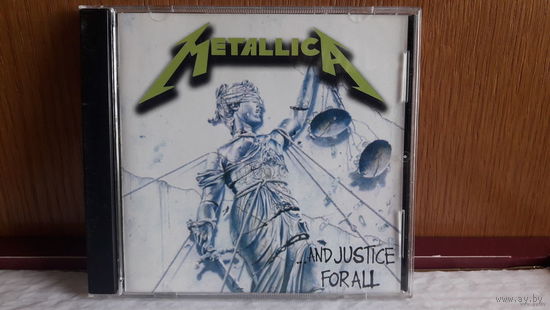 METALLICA
...AND JUSTICE
FOR ALL
www.ay.by